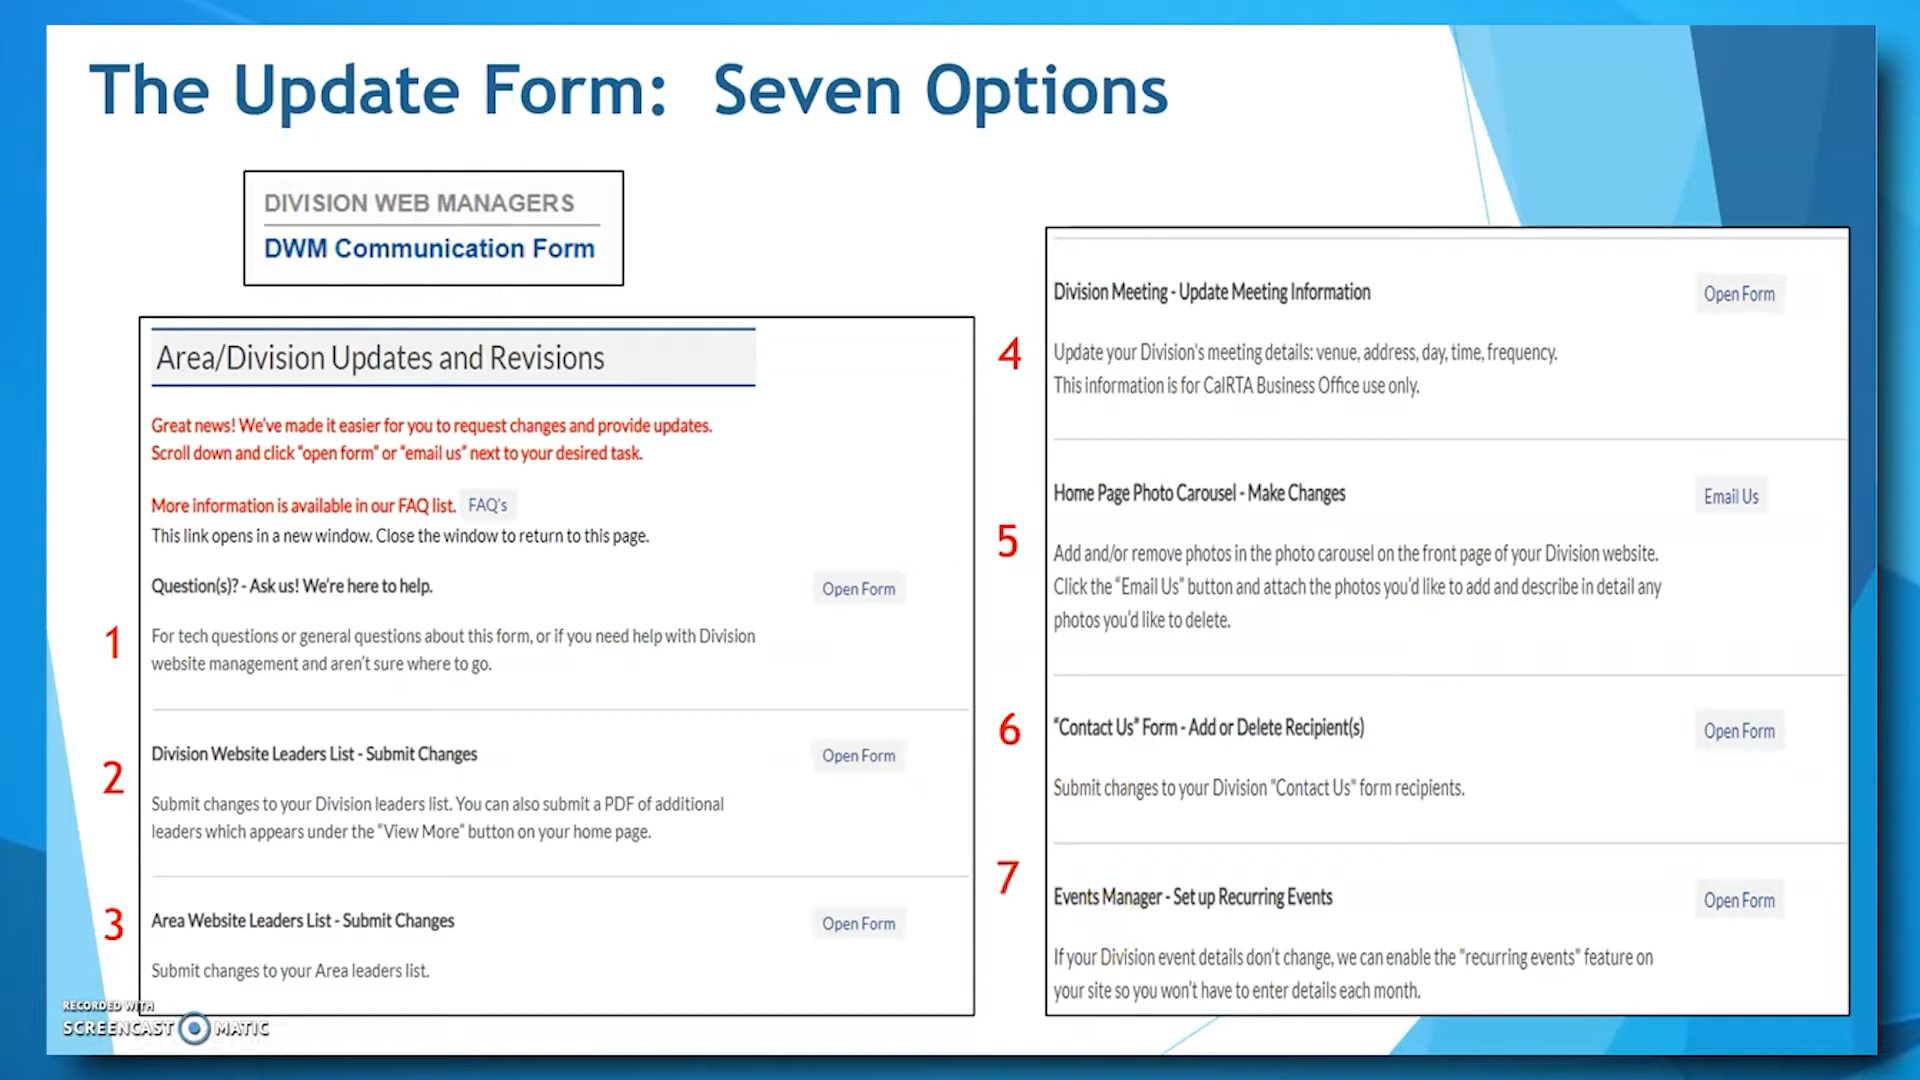 The Update Form:  Seven Options
DIVISION WEB MANAGERS
DWM Communication Form
Area/Division Updates and Revisions
Great news! We've made it easier for you to request changes and provide updates.
Scroll down and click "open form" or "email us" next to your desired task.
More information is available in our FAQ list. FAQ's
This link opens in a new window. Close the window to return to this page.
Question(s)? - Ask us! We're here to help. Open Form
1
For tech questions or general questions about this form, or if you need help with Division
website management and aren't sure where to go.
Division Website Leaders List - Submit Changes Open Form
2
Submit changes to your Division leaders list. You can also submit a PDF of additional
leaders which appears under the "View More" button on your home page.
3
Area Website Leaders List - Submit Changes Open Form
Submit changes to your Area leaders list.
Division Meeting - Update Meeting Information Open Form
4
Update your Division's meeting details: venue, address, day, time, frequency.
This information is for CalRTA Business Office use only.
Home Page Photo Carousel - Make Changes Email Us
5
Add and/or remove photos in the photo carousel on the front page of your Division website.
Click the "Email Us" button and attach the photos you'd like to add and describe in detail any
photos you'd like to delete.
6
"Contact Us" Form - Add or Delete Recipient(s) Open Form
Submit changes to your Division "Contact Us" form recipients.
7
Events Manager - Set up Recurring Events Open Form
If your Division event details don't change, we can enable the "recurring events" feature on
your site so you won't have to enter details each month.
RECORDED WITH
SCREENCAST MATIC